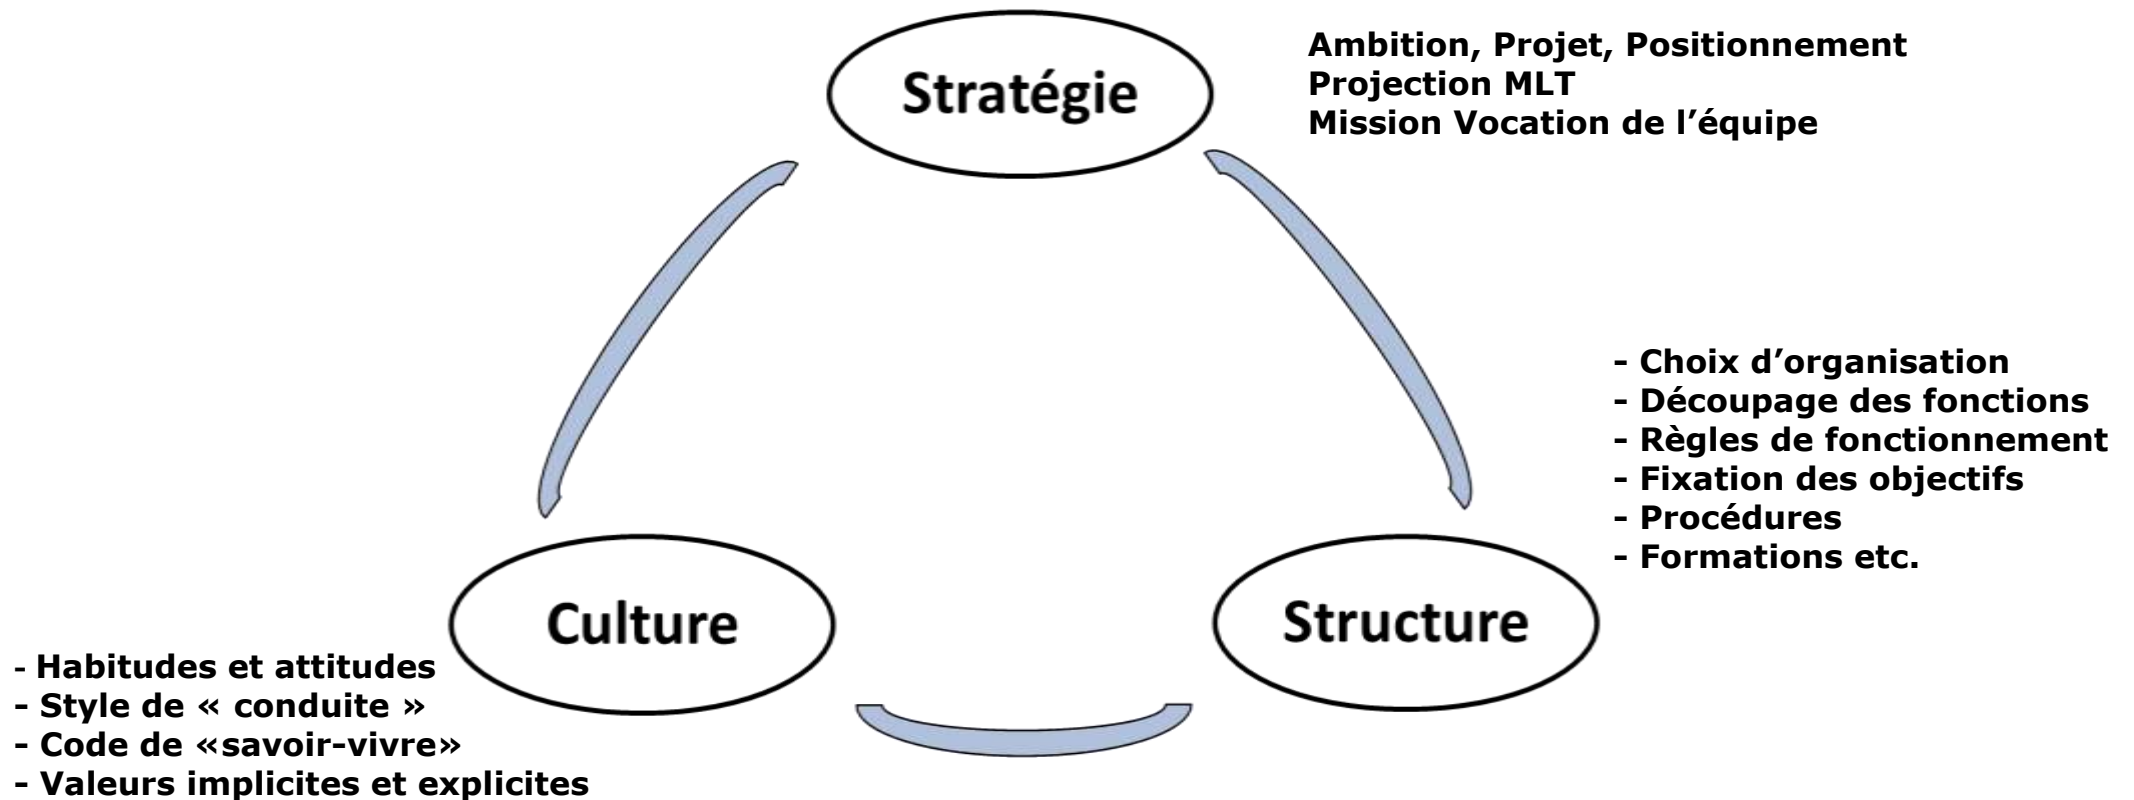 Stratégie
Ambition, Projet, Positionnement
Projection MLT
Mission Vocation de l’équipe
- Choix d’organisation
- Découpage des fonctions
- Règles de fonctionnement
- Fixation des objectifs
- Procédures
- Formations etc.
Culture
Structure
- Habitudes et attitudes
- Style de « conduite »
- Code de «savoir-vivre»
- Valeurs implicites et explicites